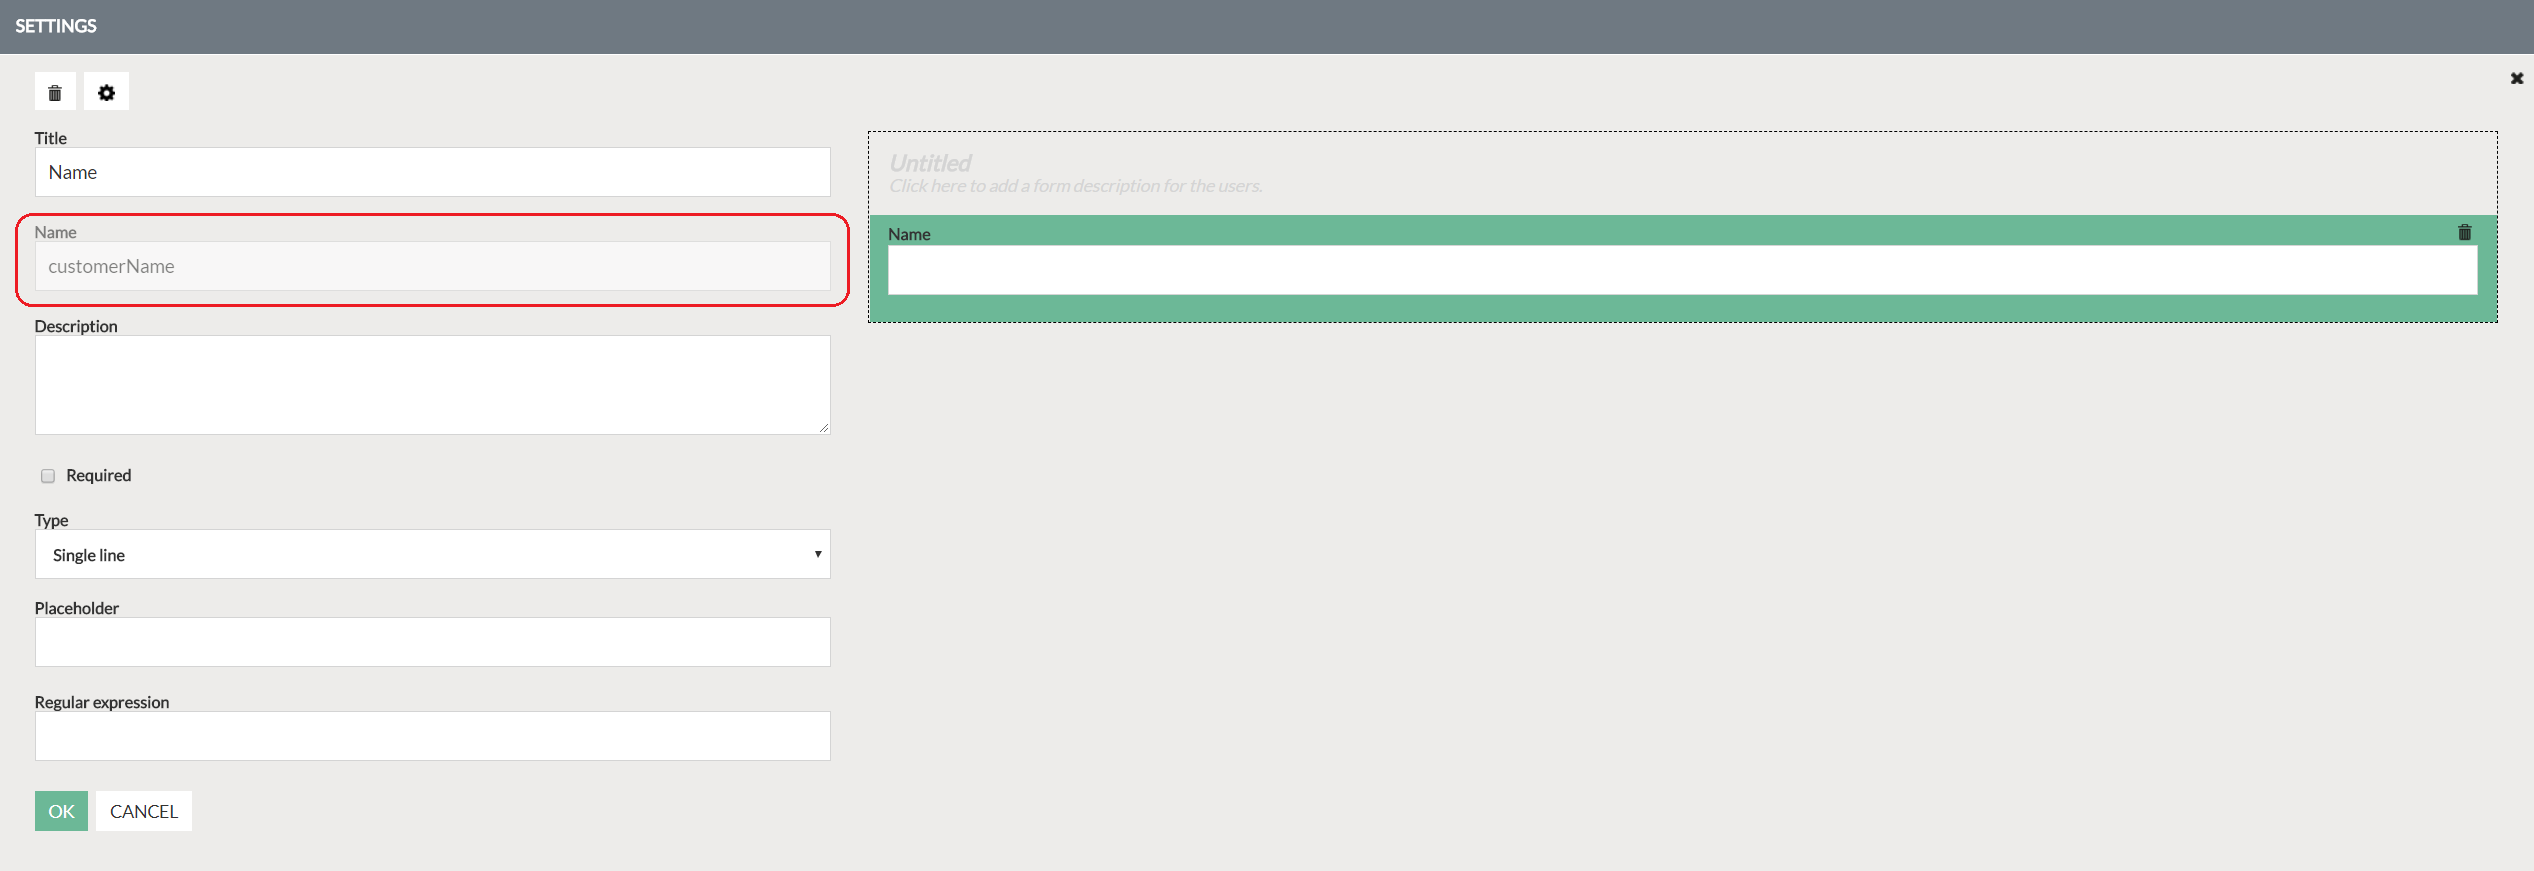 SETTINGS
Title
Name
Name
customerName
Description
Required
Type
Single line
Placeholder
Regular expression
OK CANCEL
Untitled
Click here to add a form description for the users.
Name